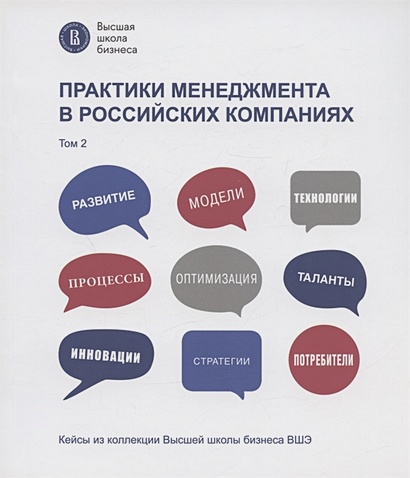 Высшая
школа
бизнеса
ПРАКТИКИ МЕНЕДЖМЕНТА
В РОССИЙСКИХ КОМПАНИЯХ
Том 2
РАЗВИТИЕ
МОДЕЛИ
ТЕХНОЛОГИИ
ПРОЦЕССЫ
ОПТИМИЗАЦИЯ
ТАЛАНТЫ
ИННОВАЦИИ
СТРАТЕГИИ
ПОТРЕБИТЕЛИ
Кейсы из коллекции Высшей школы бизнеса ВШЭ